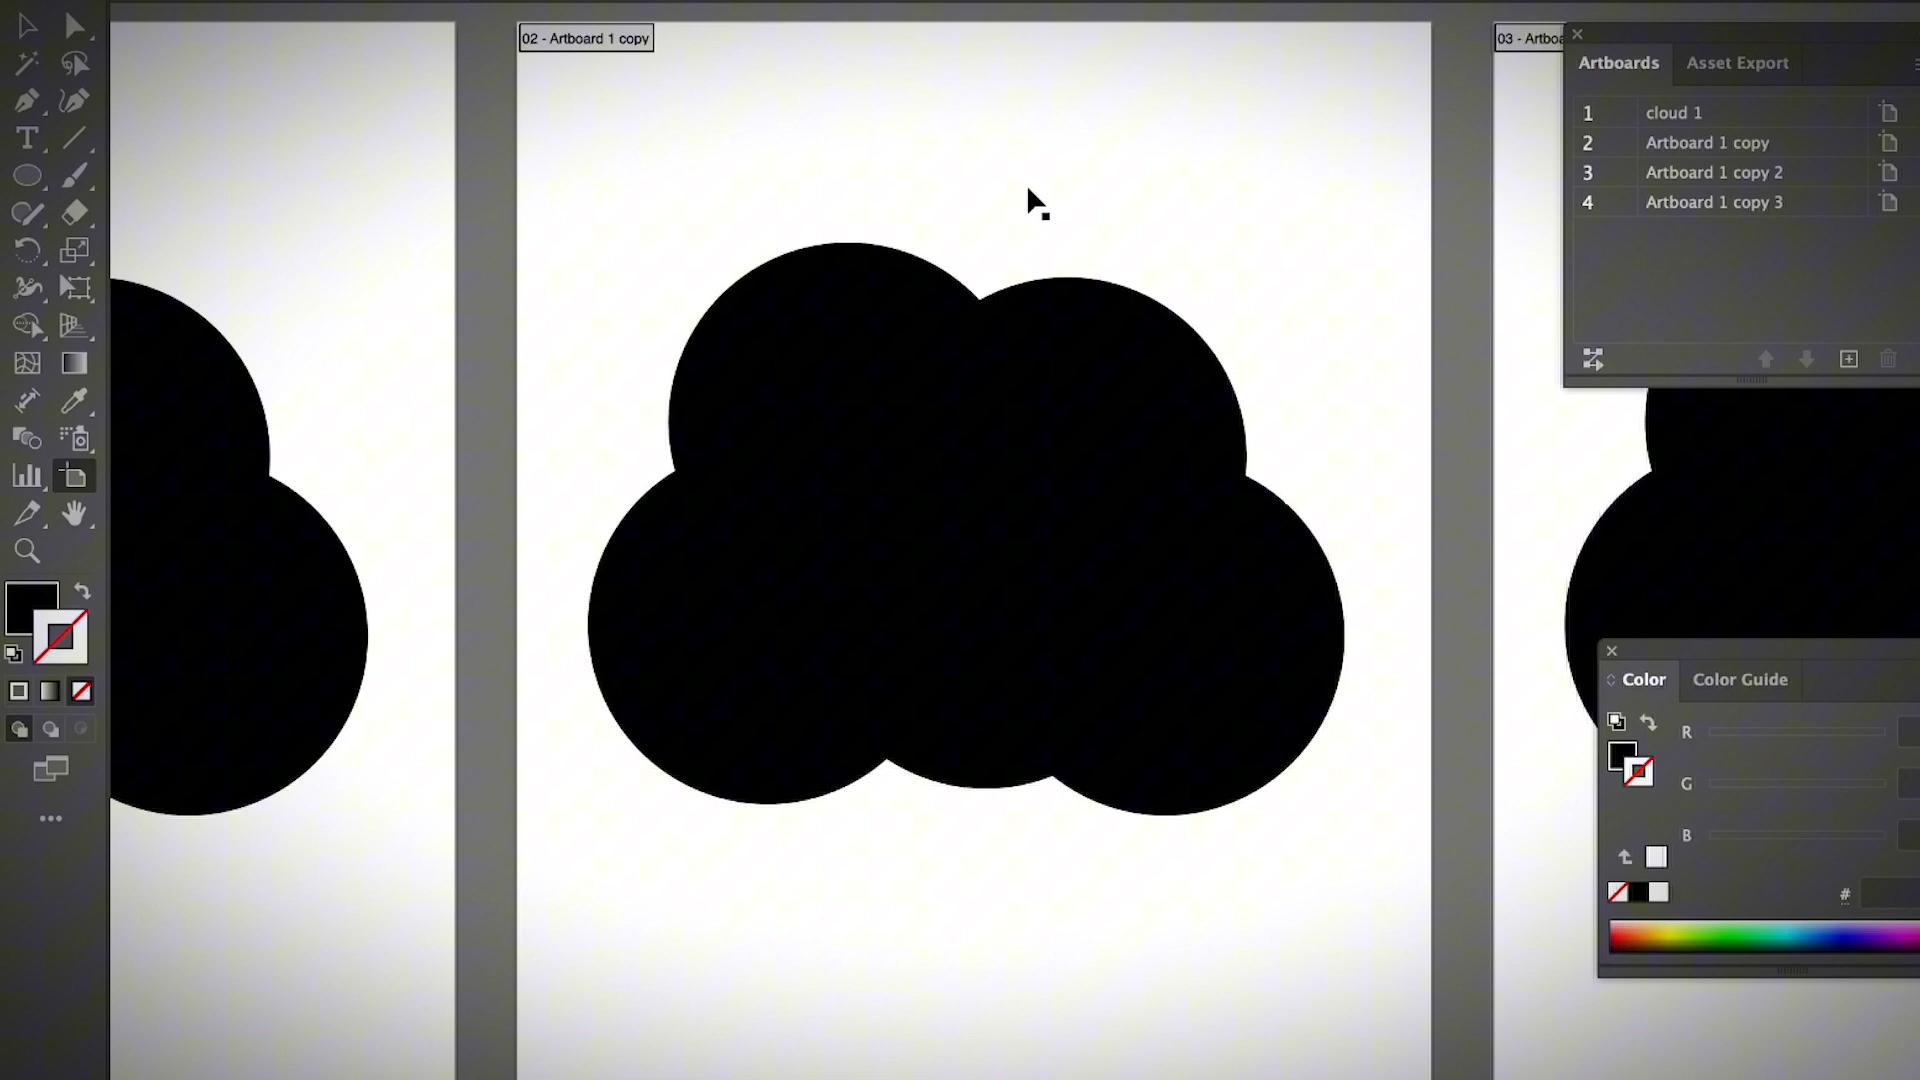 02 - Artboard 1 copy
03 - Artboa
Artboards Asset Export
1 cloud 1
2 Artboard 1 copy
3 Artboard 1 copy 2
4 Artboard 1 copy 3
T
Color Color Guide
R
G
B
#